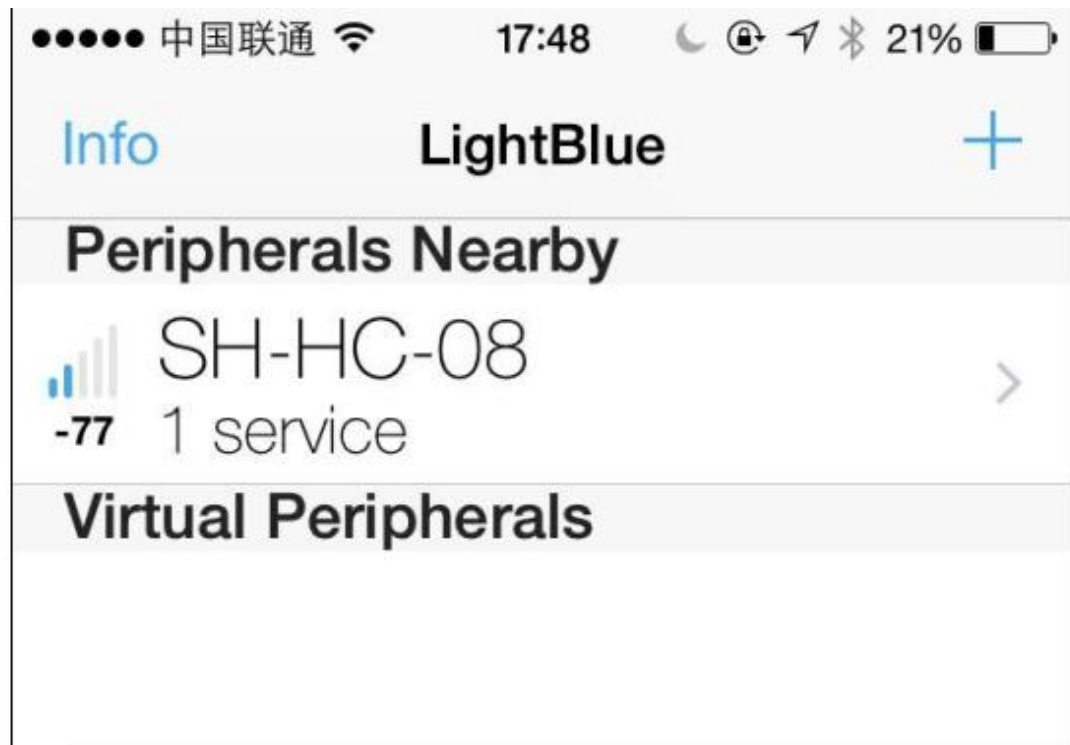 中国联通 17:48 21%
Info LightBlue +
Peripherals Nearby
SH-HC-08
-77 1 service
Virtual Peripherals